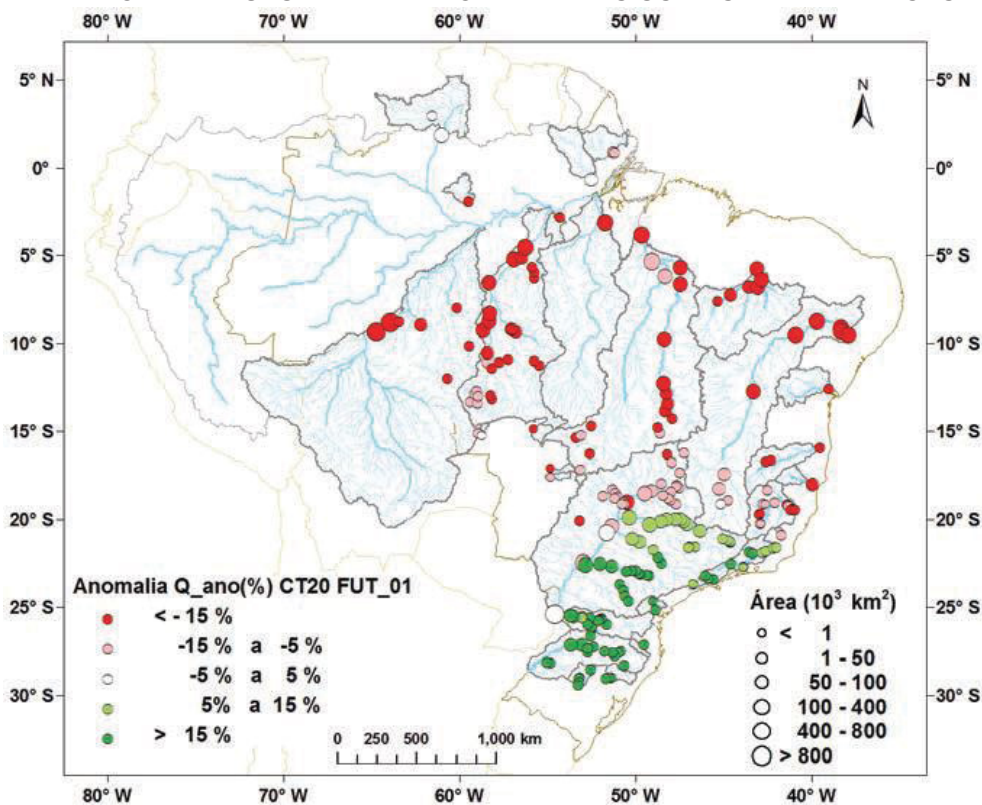 80° W 70° W 60° W 50° W 40° W
5° N 5° N
N
0° 0°
5° S 5° S
10° S 10° S
15° S 15° S
20° S 20° S
25° S 25° S
30° S 30° S
Anomalia Q_ano(%) CT20 FUT_01
< - 15 %
-15 % a -5 %
-5 % a 5 %
5% a 15 %
> 15 %
0 250 500 1,000 km
Área (10³ km²)
< 1
1 - 50
50 - 100
100 - 400
400 - 800
> 800
80° W 70° W 60° W 50° W 40° W